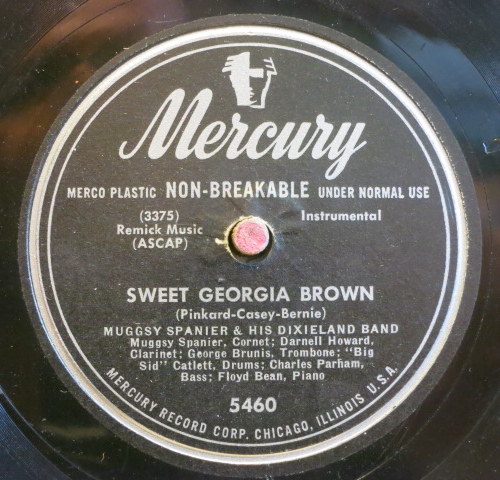 Mercury
MERCO PLASTIC NON-BREAKABLE UNDER NORMAL USE
(3375)
Remick Music
(ASCAP)
Instrumental
SWEET GEORGIA BROWN
(Pinkard-Casey-Bernie)
MUGGSY SPANIER & HIS DIXIELAND BAND
Muggsy Spanier, Cornet; Darnell Howard,
Clarinet; George Brunis, Trombone; "Big
Sid" Catlett, Drums; Charles Parham,
Bass; Floyd Bean, Piano
5460
MERCURY RECORD CORP. CHICAGO, ILLINOIS U.S.A.